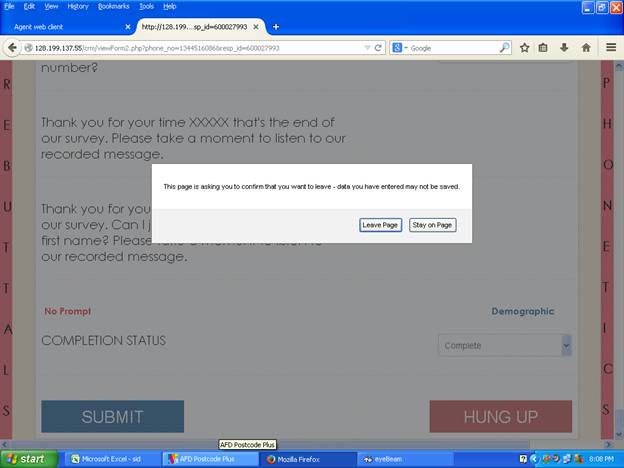 File Edit View History Bookmarks Tools Help
Agent web client
http://128.199....sp_id=600027993
128.199.137.55/crm/viewForm2.php?phone_no=1344516086&resp_id=600027993
Google
number?
Thank you for your time XXXXX that's the end of
our survey. Please take a moment to listen to our
recorded message.
This page is asking you to confirm that you want to leave - data you have entered may not be saved.
Leave Page Stay on Page
Thank you for you
our survey. Can I j
first name? Please
our recorded message.
No Prompt Demographic
COMPLETION STATUS Complete
SUBMIT HUNG UP
REBUTTALS
PHONETICS
AFD Postcode Plus
start Microsoft Excel - sid AFD Postcode Plus Mozilla Firefox eyeBeam 8:08 PM